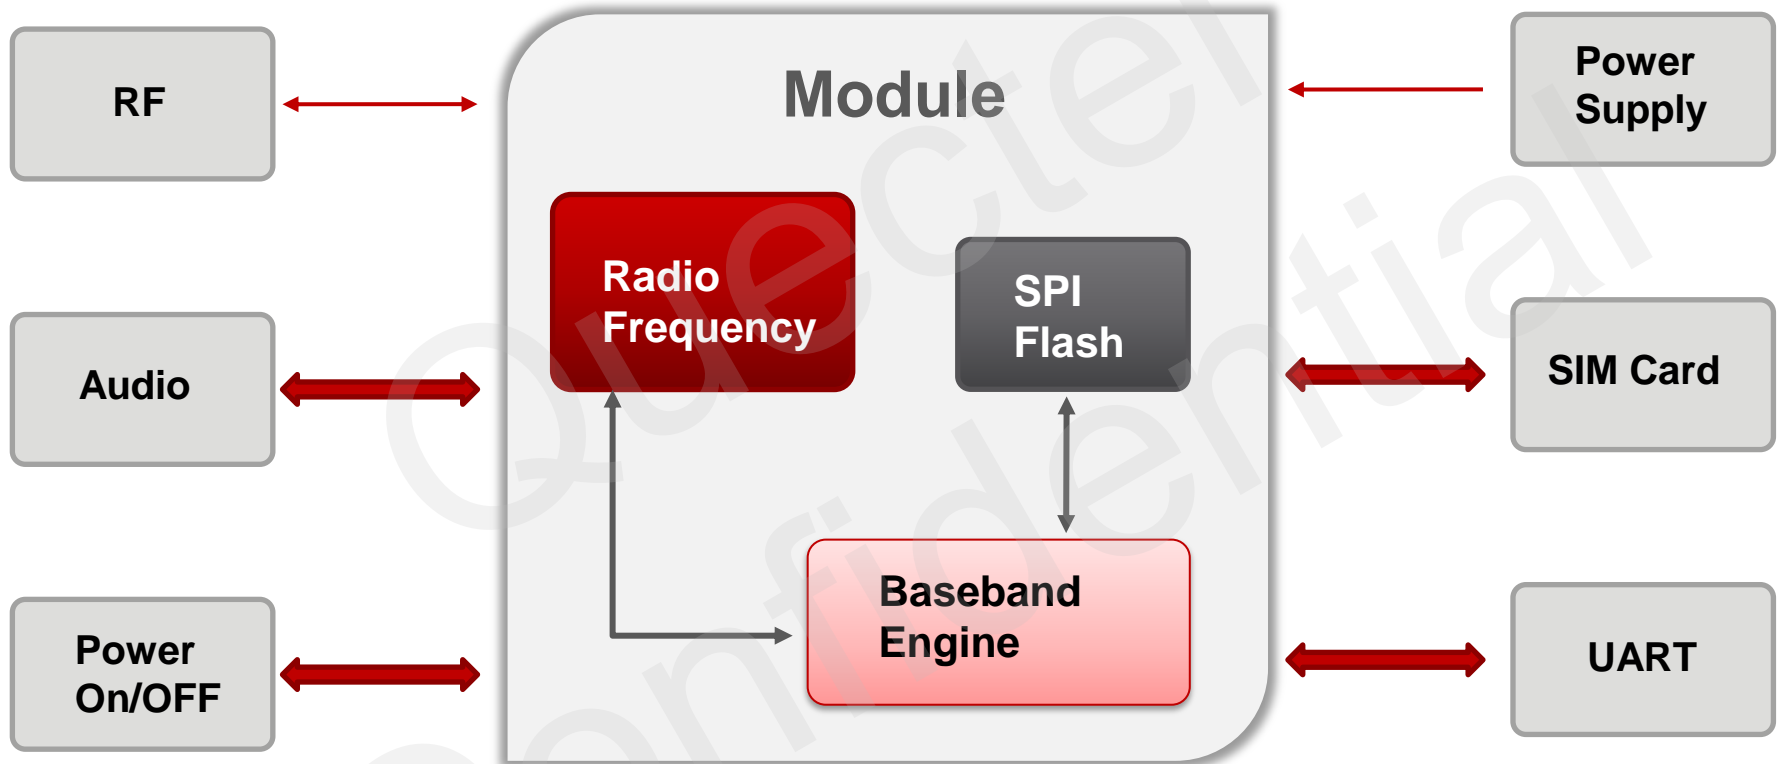 Module
RF
Power
Supply
Radio
Frequency
SPI
Flash
Audio
SIM Card
Baseband
Engine
Power
On/OFF
UART
Quectel
Confidential